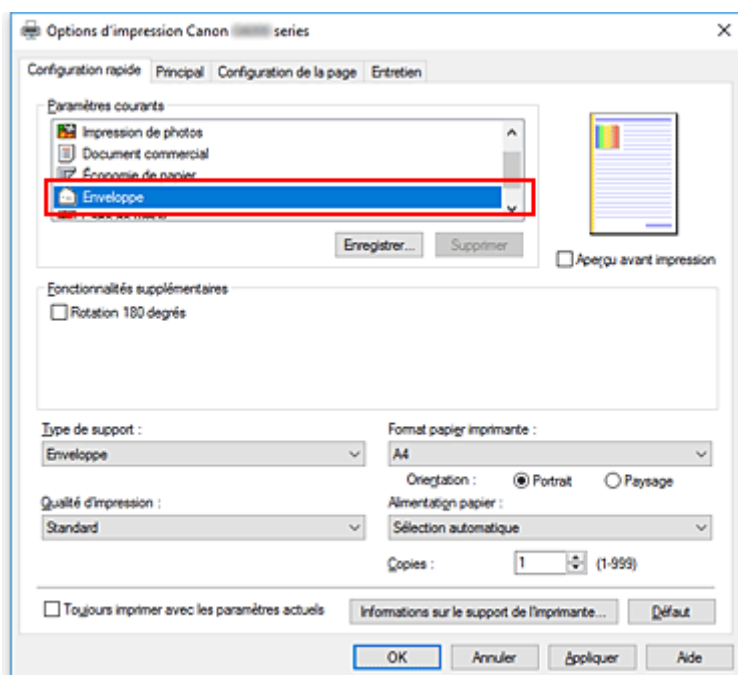 Options d'impression Canon series
Configuration rapide Principal Configuration de la page Entretien
Paramètres courants
Impression de photos
Document commercial
Économie de papier
Enveloppe
Enregistrer... Supprimer
Aperçu avant impression
Fonctionnalités supplémentaires
Rotation 180 degrés
Type de support : Format papier imprimante :
Enveloppe A4
Orientation : Portrait Paysage
Qualité d'impression : Alimentation papier :
Standard Sélection automatique
Copies : 1 (1-999)
Toujours imprimer avec les paramètres actuels Informations sur le support de l'imprimante... Défaut
OK Annuler Appliquer Aide